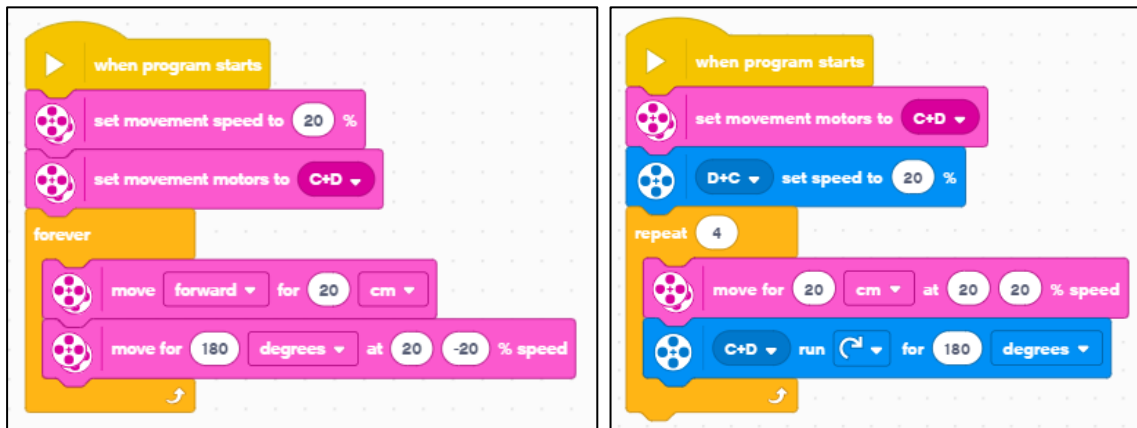 when program starts
set movement speed to 20 %
set movement motors to C+D
forever
move forward for 20 cm
move for 180 degrees at 20 -20 % speed
when program starts
set movement motors to C+D
D+C set speed to 20 %
repeat 4
move for 20 cm at 20 20 % speed
C+D run for 180 degrees